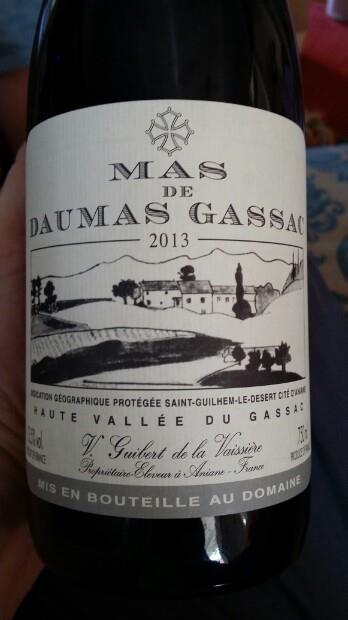 MAS
DE
DAUMAS GASSAC
2013
INDICATION GÉOGRAPHIQUE PROTÉGÉE SAINT-GUILHEM-LE-DESERT CITÉ D'ANIANE
HAUTE VALLÉE DU GASSAC
V. Guibert de la Vaissière
Propriétaire-Eleveur à Aniane - France
MIS EN BOUTEILLE AU DOMAINE